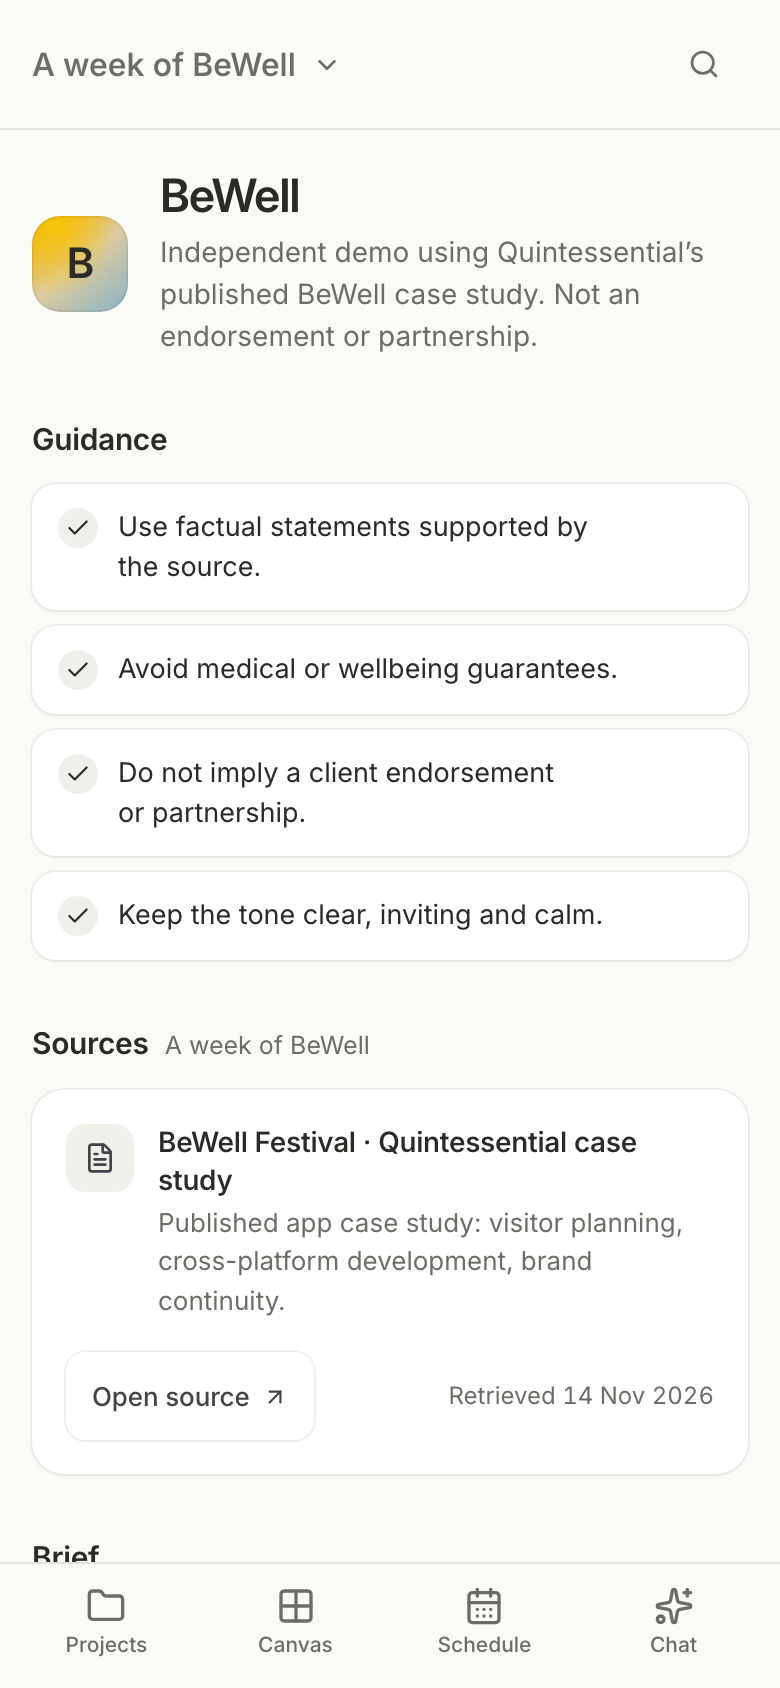 A week of BeWell
BeWell
B
Independent demo using Quintessential’s
published BeWell case study. Not an
endorsement or partnership.
Guidance
Use factual statements supported by
the source.
Avoid medical or wellbeing guarantees.
Do not imply a client endorsement
or partnership.
Keep the tone clear, inviting and calm.
Sources A week of BeWell
BeWell Festival · Quintessential case
study
Published app case study: visitor planning,
cross-platform development, brand
continuity.
Open source
Retrieved 14 Nov 2026
Brief
Projects
Canvas
Schedule
Chat